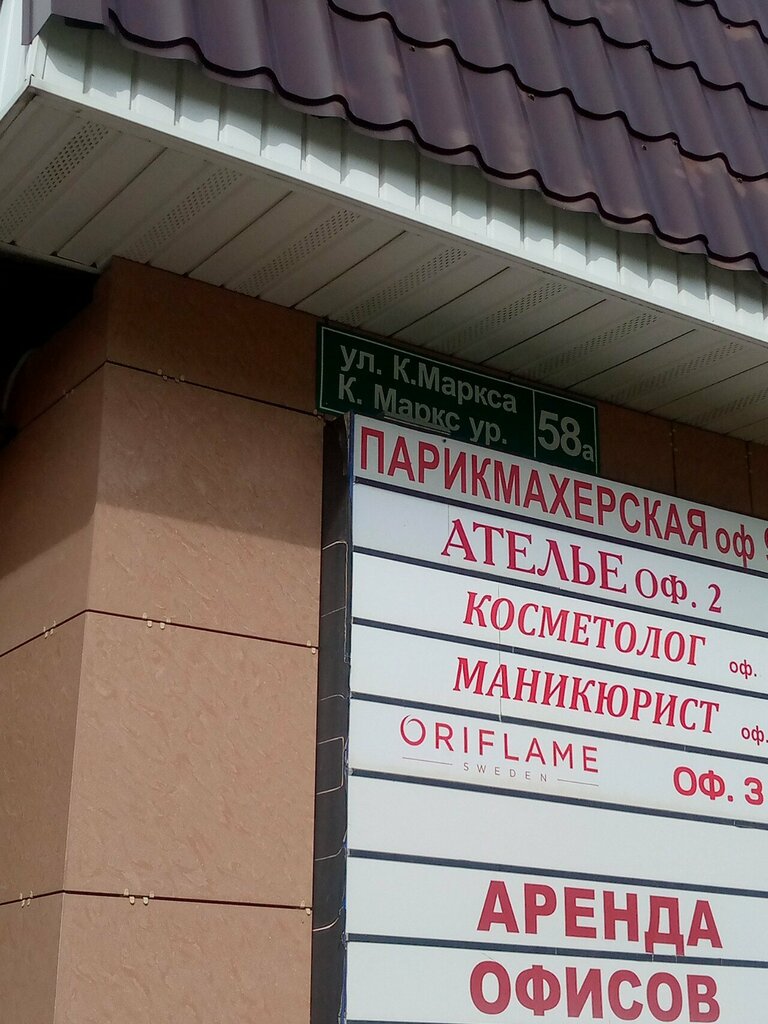 ул. К.Маркса
К. Маркс ур.
58а
ПАРИКМАХЕРСКАЯ оф
АТЕЛЬЕ ОФ. 2
КОСМЕТОЛОГ оф.
МАНИКЮРИСТ оф.
ORIFLAME
SWEDEN
ОФ. 3
АРЕНДА
ОФИСОВ